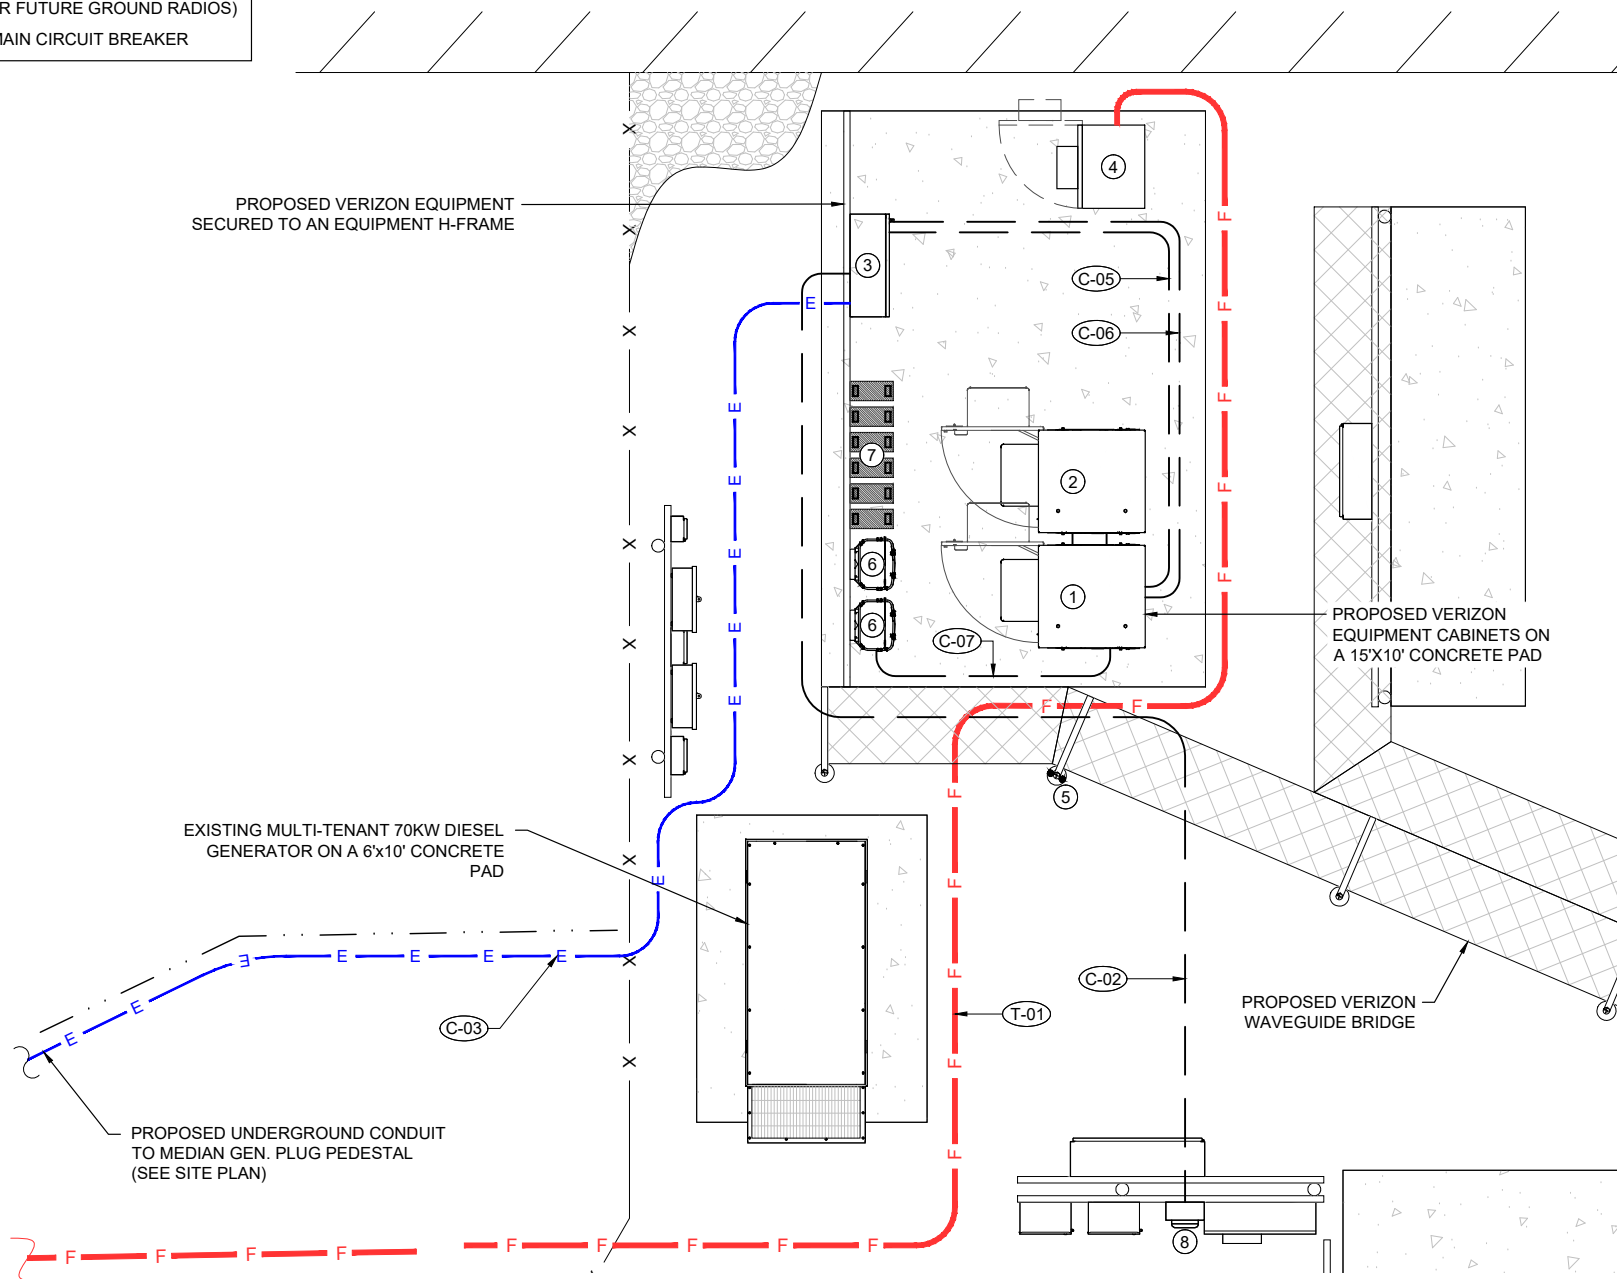 R FUTURE GROUND RADIOS)
MAIN CIRCUIT BREAKER
PROPOSED VERIZON EQUIPMENT
SECURED TO AN EQUIPMENT H-FRAME
X
X
X
X
X
X
X
X
X
X
4
3
E
C-05
C-06
F
F
F
F
F
7
2
6
1
6
C-07
E
E
E
E
E
PROPOSED VERIZON
EQUIPMENT CABINETS ON
A 15'X10' CONCRETE PAD
F
F
5
EXISTING MULTI-TENANT 70KW DIESEL
GENERATOR ON A 6'x10' CONCRETE
PAD
E
E
E
E
E
E
E
E
C-03
F
F
F
F
F
T-01
C-02
PROPOSED VERIZON
WAVEGUIDE BRIDGE
PROPOSED UNDERGROUND CONDUIT
TO MEDIAN GEN. PLUG PEDESTAL
(SEE SITE PLAN)
8
F
F
F
F
F
F
F
F
F